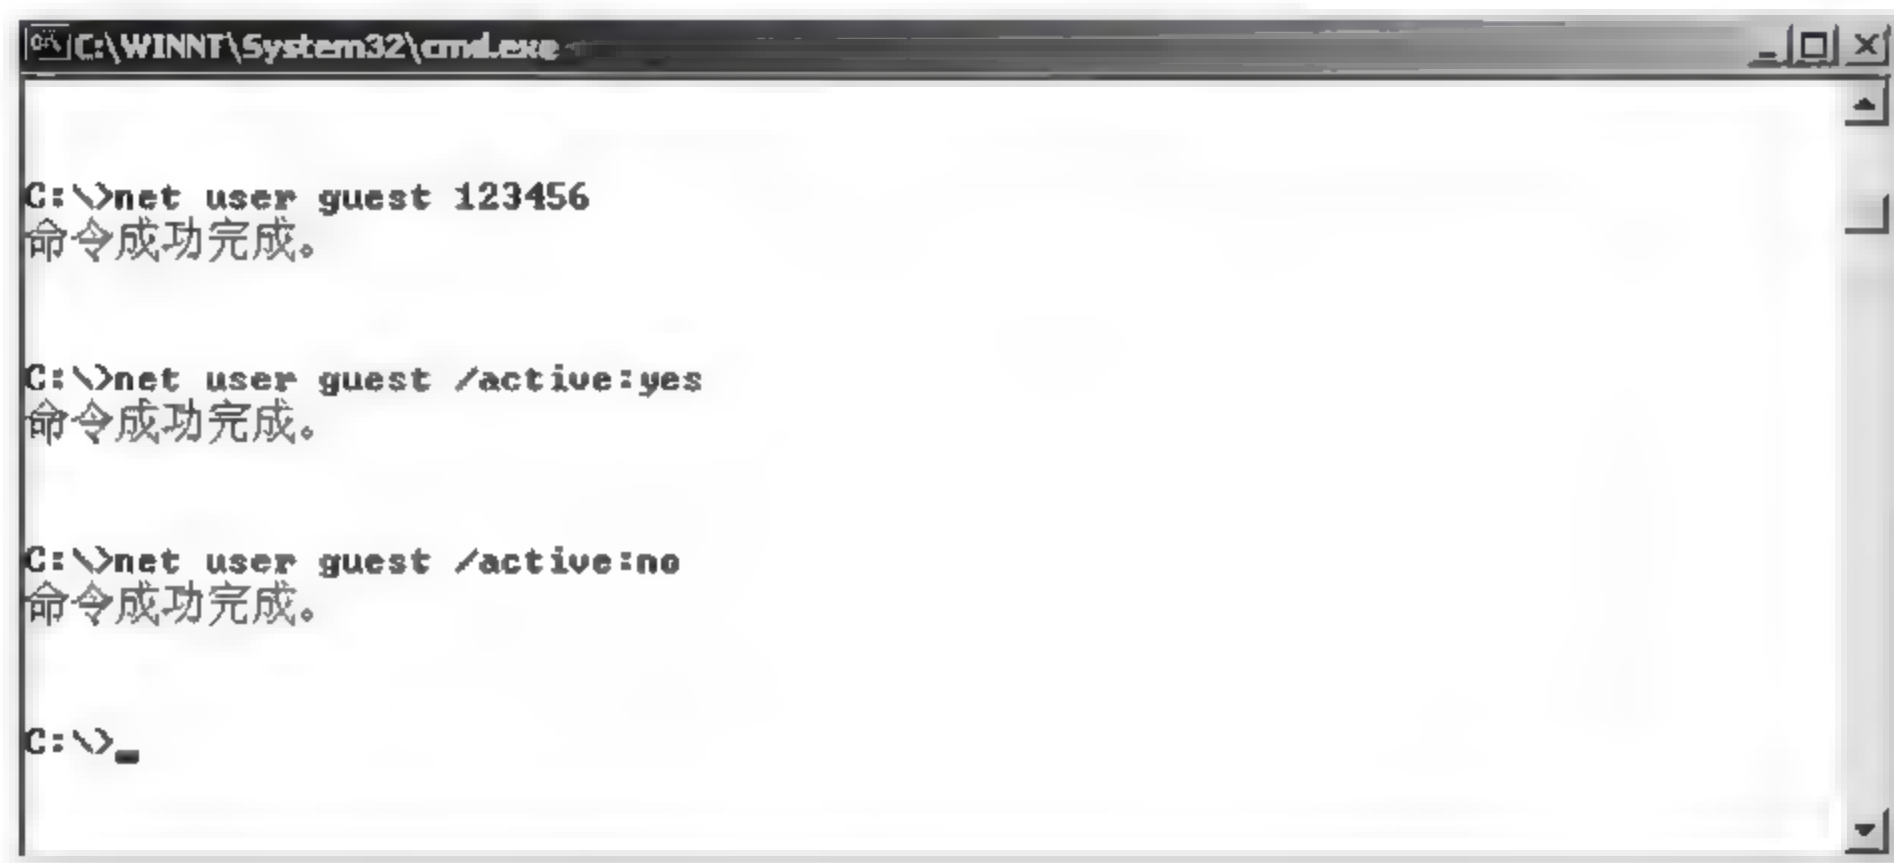 C:\WINNT\System32\cmd.exe
C:\>net user guest 123456
命令成功完成。
C:\>net user guest /active:yes
命令成功完成。
C:\>net user guest /active:no
命令成功完成。
C:\>